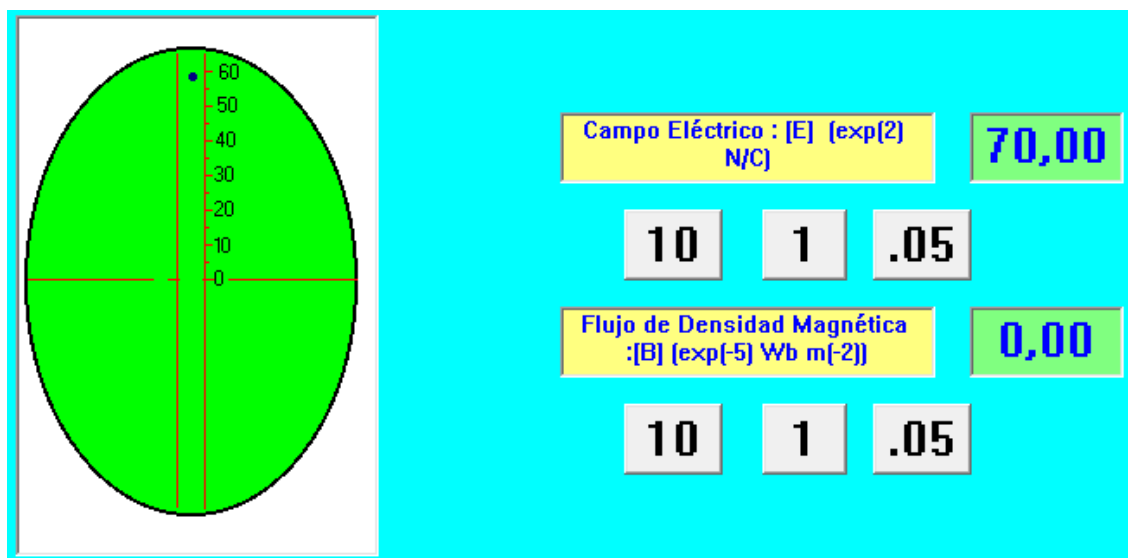 60
50
40
30
20
10
0
Campo Eléctrico : [E] (exp(2)
N/C)
70,00
10 1 .05
Flujo de Densidad Magnética
:[B] (exp(-5) Wb m(-2))
0,00
10 1 .05